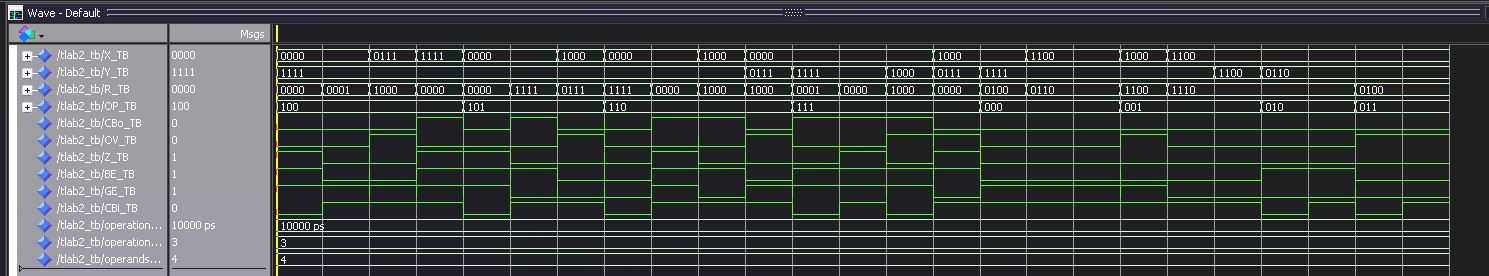 Wave - Default
Msgs
/tlab2_tb/X_TB 0000 0000 0111 1111 0000 1000 0000 1000 0000 1000 1100 1000 1100
/tlab2_tb/Y_TB 1111 1111 0111 1111 1000 0111 1111 1100 0110
/tlab2_tb/R_TB 0000 0000 0001 1000 0000 0000 1111 0111 1111 0000 1000 1000 0001 0000 1000 0000 0100 0110 1100 1110 0100
/tlab2_tb/OP_TB 100 100 101 110 111 000 001 010 011
/tlab2_tb/CBo_TB 0
/tlab2_tb/OV_TB 0
/tlab2_tb/Z_TB 1
/tlab2_tb/BE_TB 1
/tlab2_tb/GE_TB 1
/tlab2_tb/CBi_TB 0
/tlab2_tb/operation... 10000 ps 10000 ps
/tlab2_tb/operation... 3 3
/tlab2_tb/operands... 4 4